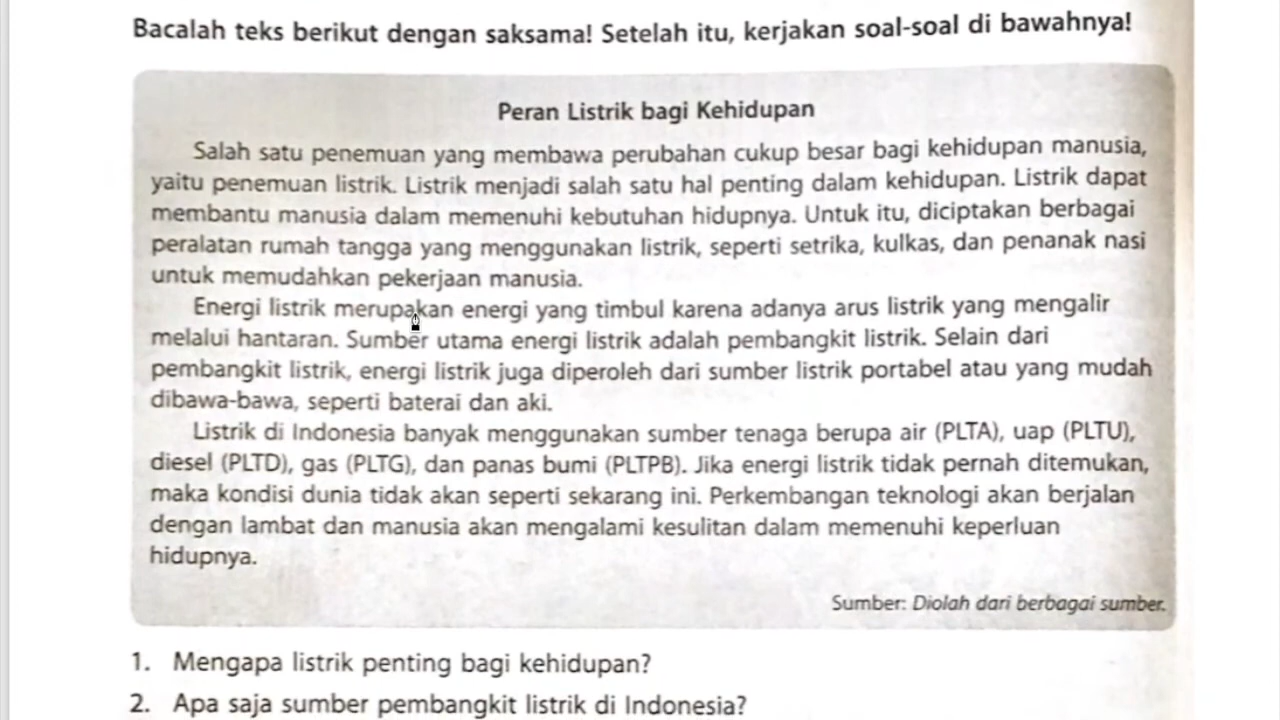 Bacalah teks berikut dengan saksama! Setelah itu, kerjakan soal-soal di bawahnya!
Peran Listrik bagi Kehidupan
Salah satu penemuan yang membawa perubahan cukup besar bagi kehidupan manusia,
yaitu penemuan listrik. Listrik menjadi salah satu hal penting dalam kehidupan. Listrik dapat
membantu manusia dalam memenuhi kebutuhan hidupnya. Untuk itu, diciptakan berbagai
peralatan rumah tangga yang menggunakan listrik, seperti setrika, kulkas, dan penanak nasi
untuk memudahkan pekerjaan manusia.
Energi listrik merupakan energi yang timbul karena adanya arus listrik yang mengalir
melalui hantaran. Sumber utama energi listrik adalah pembangkit listrik. Selain dari
pembangkit listrik, energi listrik juga diperoleh dari sumber listrik portabel atau yang mudah
dibawa-bawa, seperti baterai dan aki.
Listrik di Indonesia banyak menggunakan sumber tenaga berupa air (PLTA), uap (PLTU),
diesel (PLTD), gas (PLTG), dan panas bumi (PLTPB). Jika energi listrik tidak pernah ditemukan,
maka kondisi dunia tidak akan seperti sekarang ini. Perkembangan teknologi akan berjalan
dengan lambat dan manusia akan mengalami kesulitan dalam memenuhi keperluan
hidupnya.
Sumber: Diolah dari berbagai sumber.
1. Mengapa listrik penting bagi kehidupan?
2. Apa saja sumber pembangkit listrik di Indonesia?